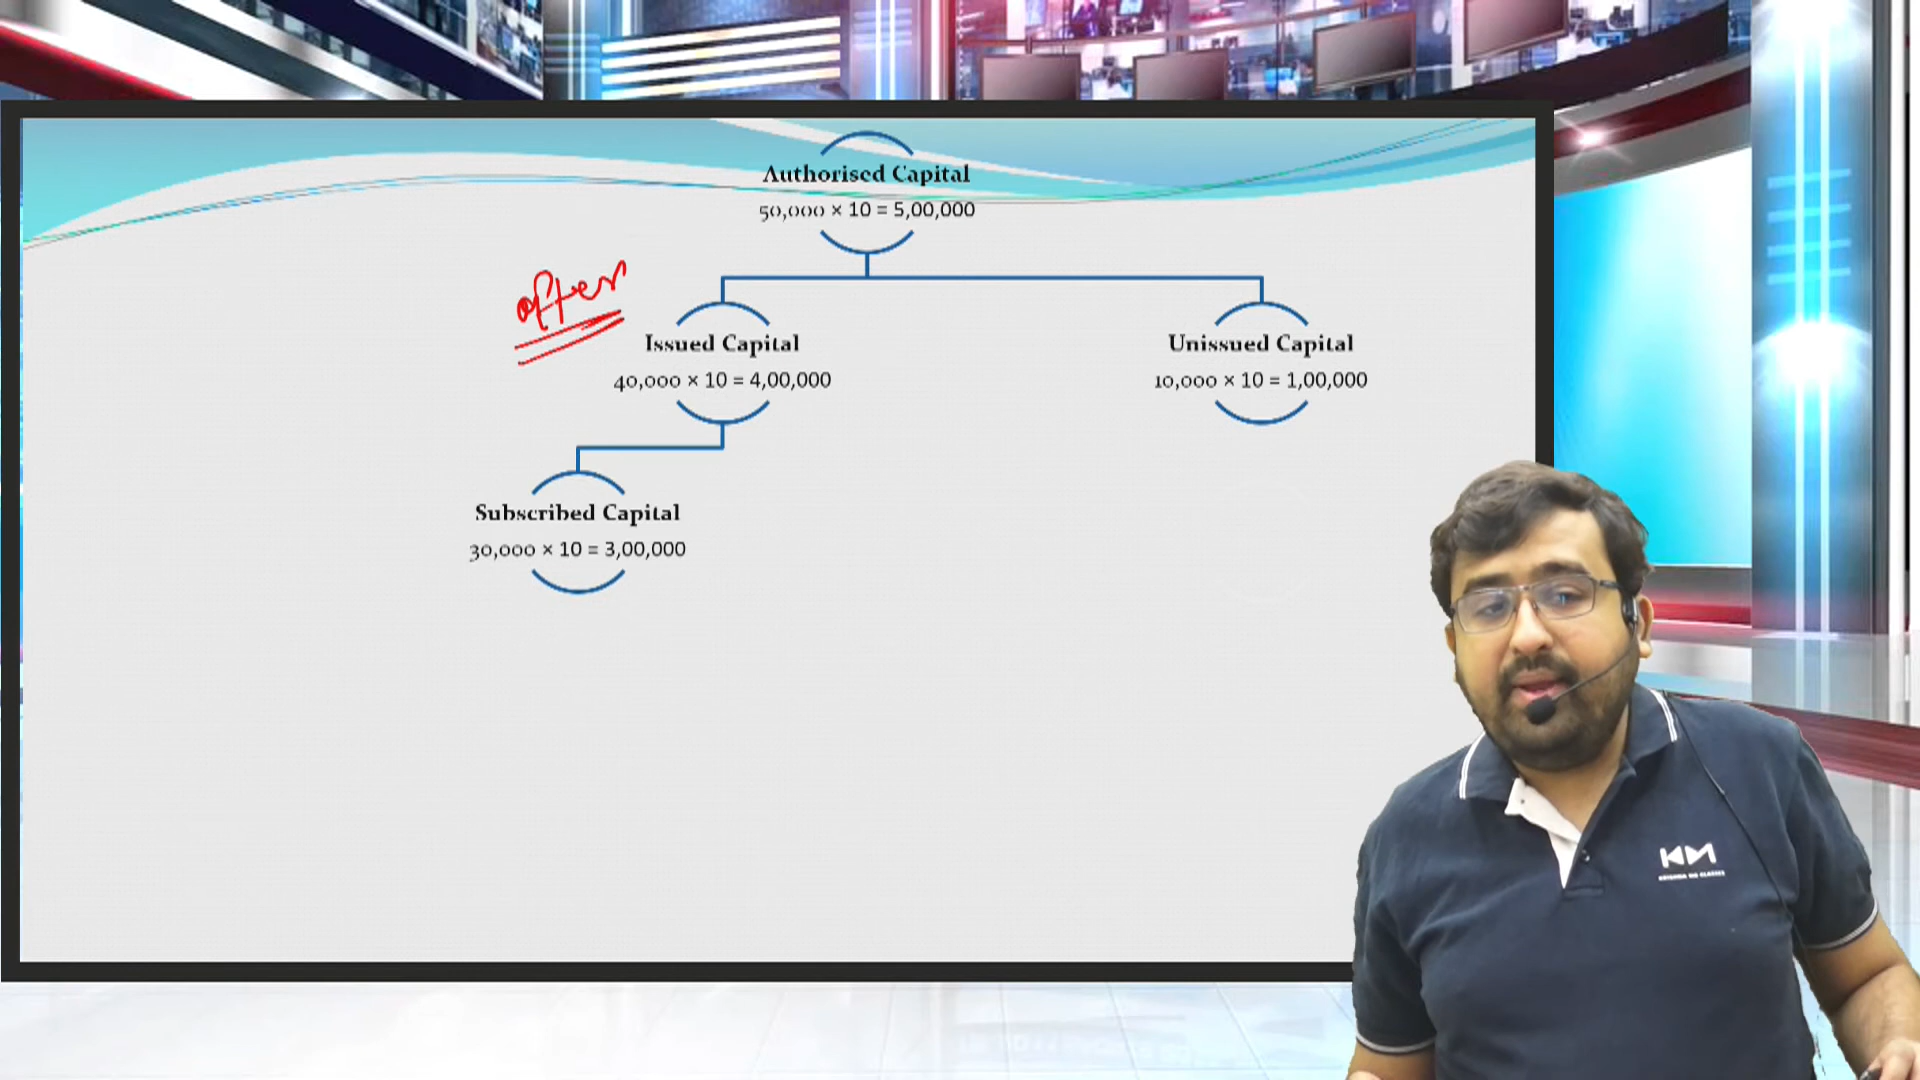 Authorised Capital
50,000 × 10 = 5,00,000
offer
Issued Capital
40,000 × 10 = 4,00,000
Unissued Capital
10,000 × 10 = 1,00,000
Subscribed Capital
30,000 × 10 = 3,00,000
KM